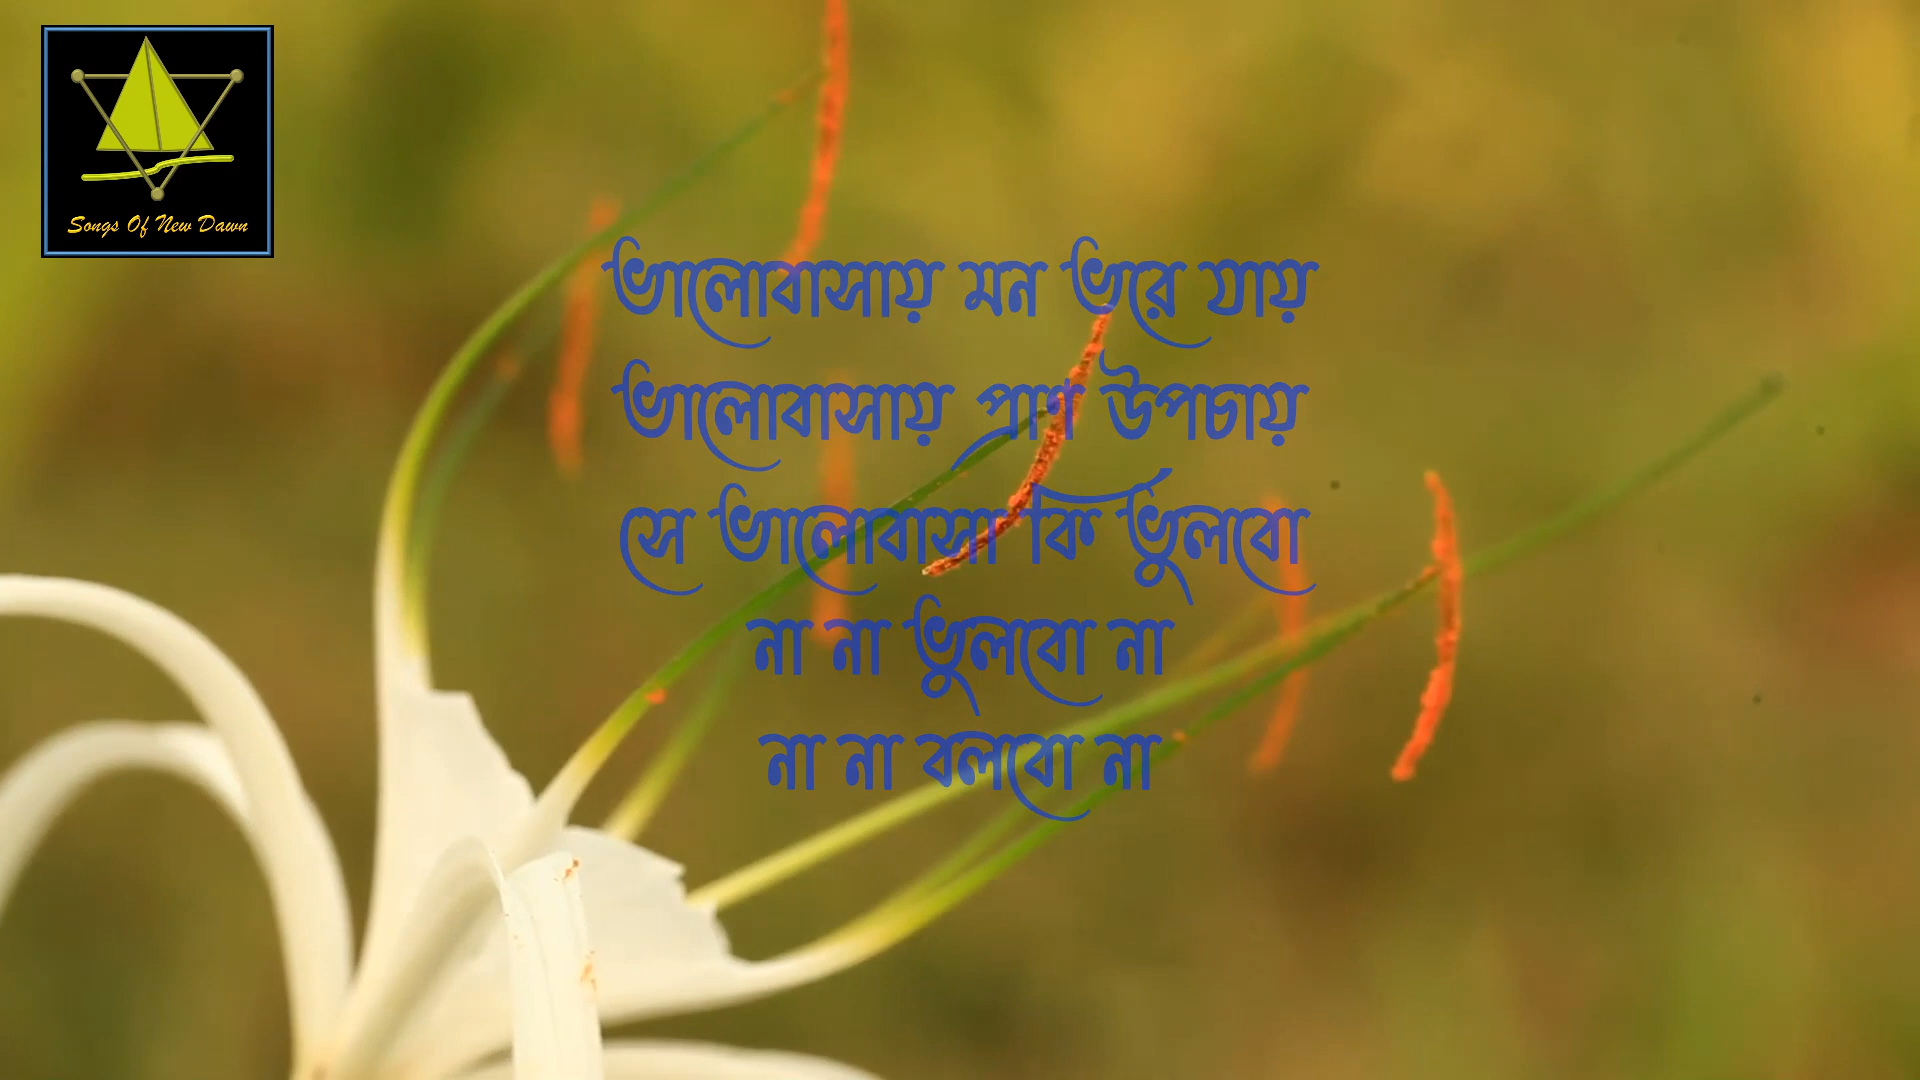 Songs Of New Dawn
ভালোবাসায় মন ভরে যায়
ভালোবাসায় প্রাণ উপচায়
সে ভালোবাসা কি ভুলবো
না না ভুলবো না
না না বলবো না